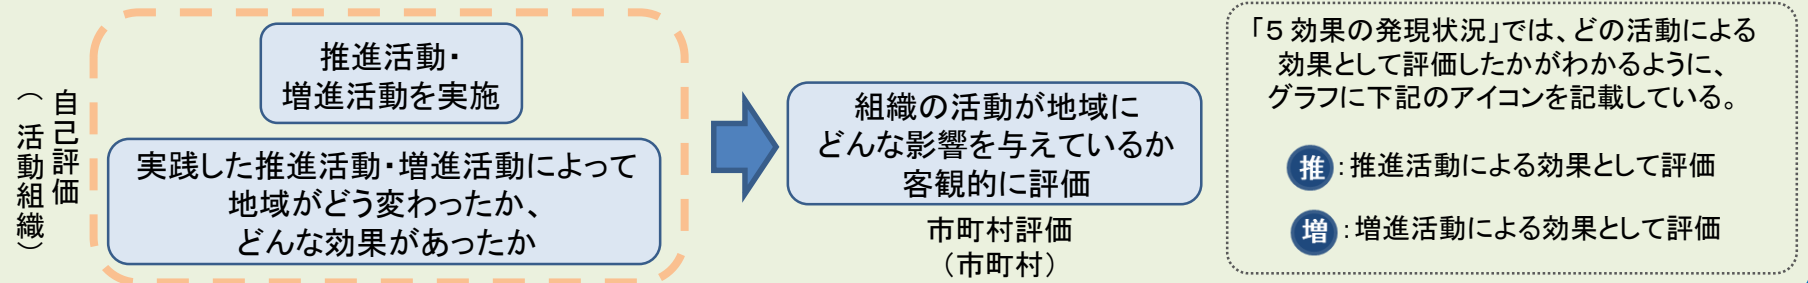 自己評価
（活動組織）
推進活動・
増進活動を実施
実践した推進活動・増進活動によって
地域がどう変わったか、
どんな効果があったか
組織の活動が地域に
どんな影響を与えているか
客観的に評価
市町村評価
（市町村）
「５効果の発現状況」では、どの活動による
効果として評価したかがわかるように、
グラフに下記のアイコンを記載している。
推：推進活動による効果として評価
増：増進活動による効果として評価